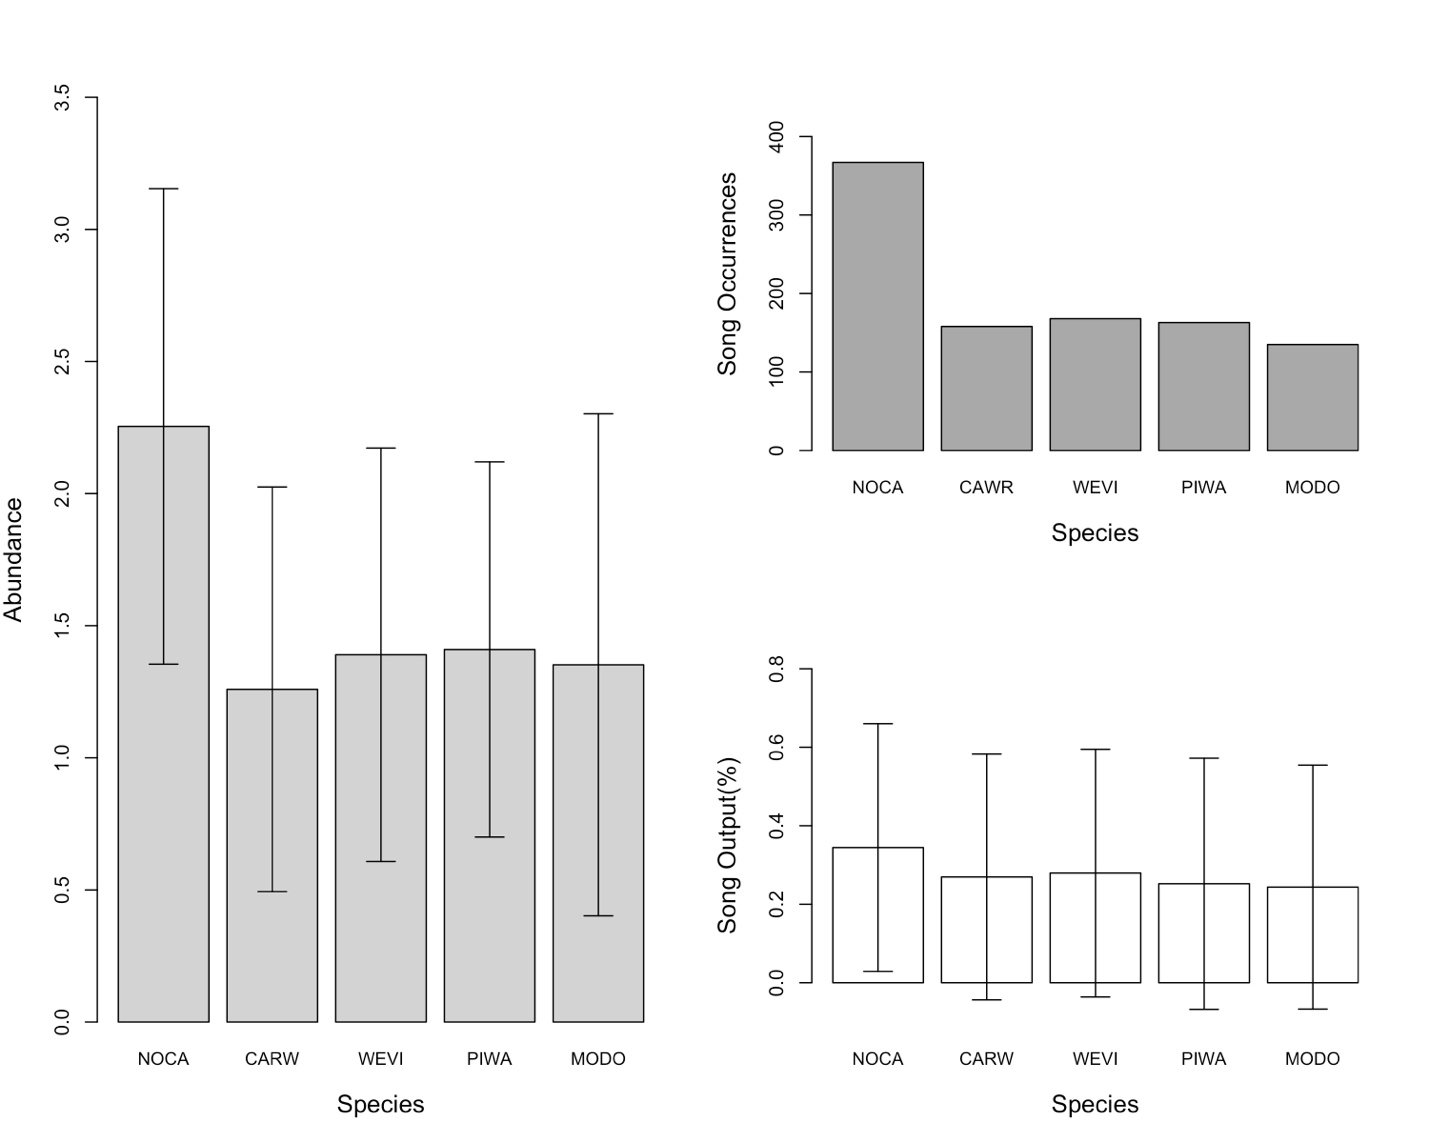 Abundance
3.5
3.0
2.5
2.0
1.5
1.0
0.5
0.0
NOCA CARW WEVI PIWA MODO
Species
Song Occurrences
400
300
200
100
0
NOCA CAWR WEVI PIWA MODO
Species
Song Output(%)
0.8
0.6
0.4
0.2
0.0
NOCA CARW WEVI PIWA MODO
Species